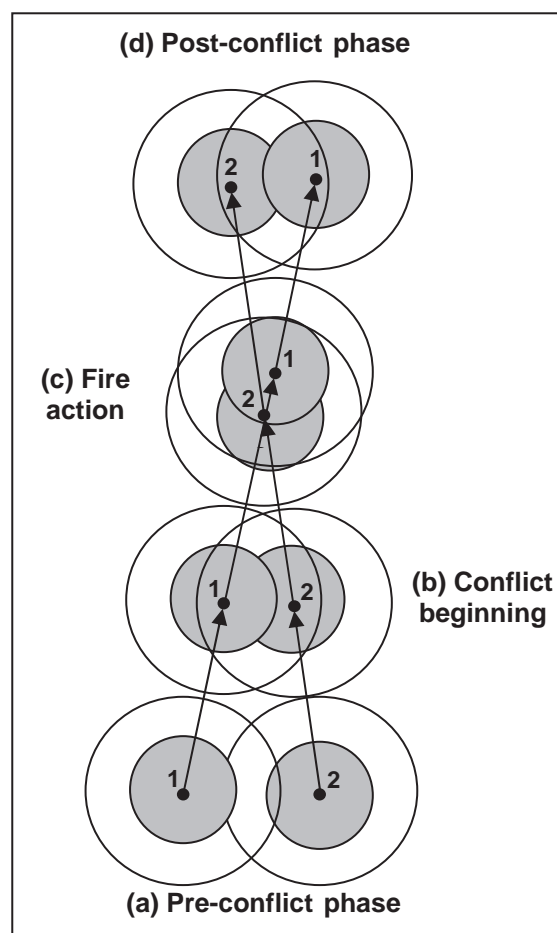 (d) Post-conflict phase
2
1
(c) Fire
action
1
2
1
2
(b) Conflict
beginning
1
2
(a) Pre-conflict phase